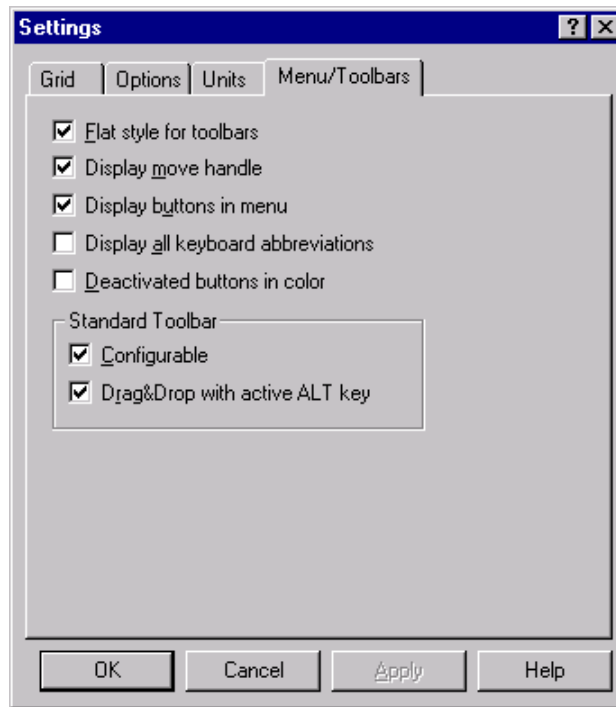 Settings
Grid Options Units Menu/Toolbars
Flat style for toolbars
Display move handle
Display buttons in menu
Display all keyboard abbreviations
Deactivated buttons in color
Standard Toolbar
Configurable
Drag&Drop with active ALT key
OK Cancel Apply Help